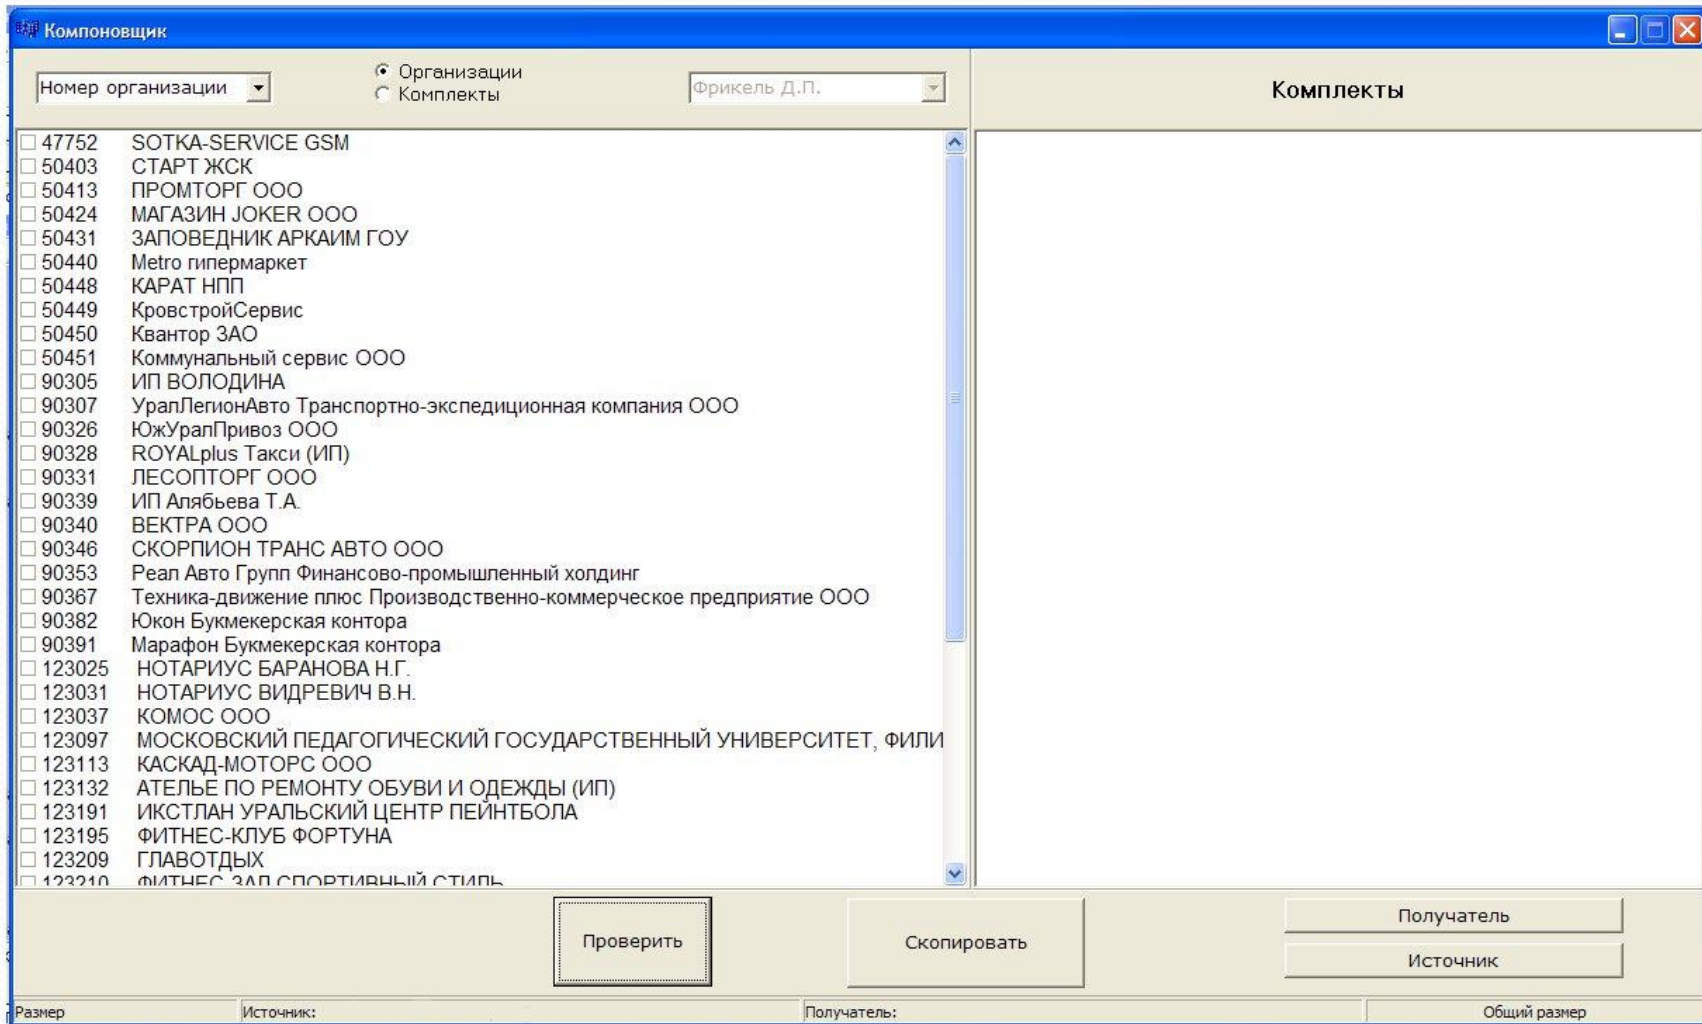 Компоновщик
Номер организации
Организации
Комплекты
Фрикель Д.П.
Комплекты
47752 SOTKA-SERVICE GSM
50403 СТАРТ ЖСК
50413 ПРОМТОРГ ООО
50424 МАГАЗИН JOKER ООО
50431 ЗАПОВЕДНИК АРКАИМ ГОУ
50440 Metro гипермаркет
50448 КАРАТ НПП
50449 КровстройСервис
50450 Квантор ЗАО
50451 Коммунальный сервис ООО
90305 ИП ВОЛОДИНА
90307 УралЛегионАвто Транспортно-экспедиционная компания ООО
90326 ЮжУралПривоз ООО
90328 ROYALplus Такси (ИП)
90331 ЛЕСОПТОРГ ООО
90339 ИП Алябьева Т.А.
90340 ВЕКТРА ООО
90346 СКОРПИОН ТРАНС АВТО ООО
90353 Реал Авто Групп Финансово-промышленный холдинг
90367 Техника-движение плюс Производственно-коммерческое предприятие ООО
90382 Юкон Букмекерская контора
90391 Марафон Букмекерская контора
123025 НОТАРИУС БАРАНОВА Н.Г.
123031 НОТАРИУС ВИДРЕВИЧ В.Н.
123037 КОМОС ООО
123097 МОСКОВСКИЙ ПЕДАГОГИЧЕСКИЙ ГОСУДАРСТВЕННЫЙ УНИВЕРСИТЕТ, ФИЛИ
123113 КАСКАД-МОТОРС ООО
123132 АТЕЛЬЕ ПО РЕМОНТУ ОБУВИ И ОДЕЖДЫ (ИП)
123191 ИКСТЛАН УРАЛЬСКИЙ ЦЕНТР ПЕЙНТБОЛА
123195 ФИТНЕС-КЛУБ ФОРТУНА
123209 ГЛАВОТДЫХ
123210 ФИТНЕС ЗАЛ СПОРТИВНЫЙ СТИЛЬ
Проверить
Скопировать
Получатель
Источник
Размер
Источник:
Получатель:
Общий размер